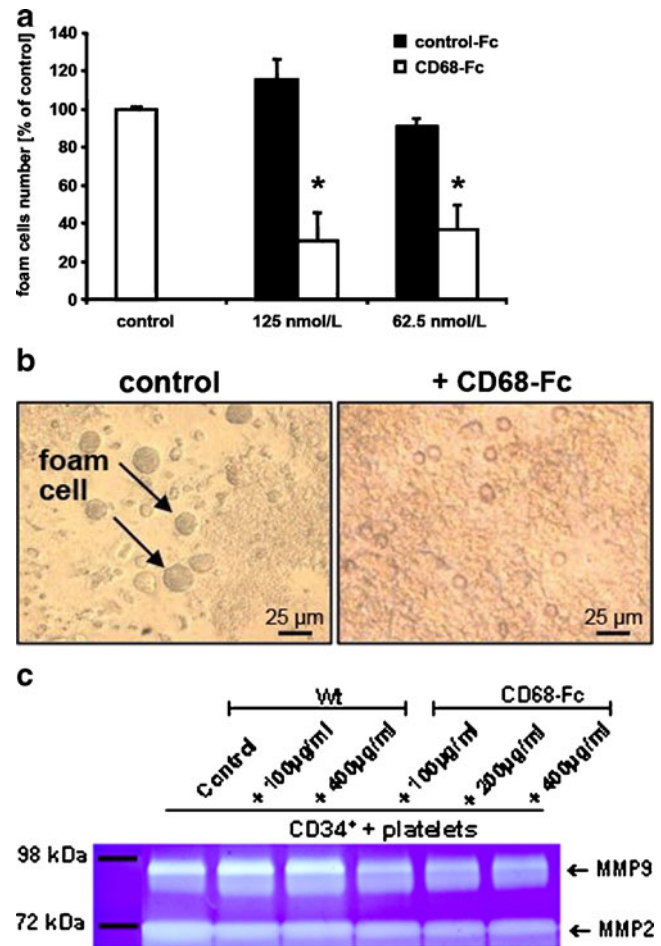 a
foam cells number [% of control]
140
120
100
80
60
40
20
0
control-Fc
CD68-Fc
*
*
control
125 nmol/L
62.5 nmol/L
b
control
+ CD68-Fc
foam
cell
25 µm
25 µm
c
Wt
CD68-Fc
Control
* 100µg/ml
* 400µg/ml
* 100µg/ml
* 200µg/ml
* 400µg/ml
CD34+ + platelets
98 kDa
← MMP9
72 kDa
← MMP2